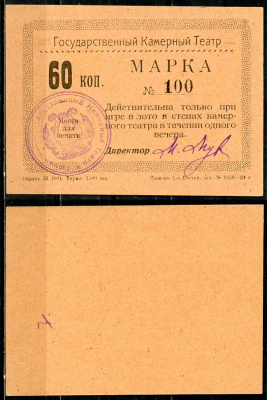 Государственный Камерный Театр
60 коп.
МАРКА
№ 100
Место
для
печати
Действительна только при
игре в лото в стенах камер-
ного театра в течении одного
вечера.
Директор